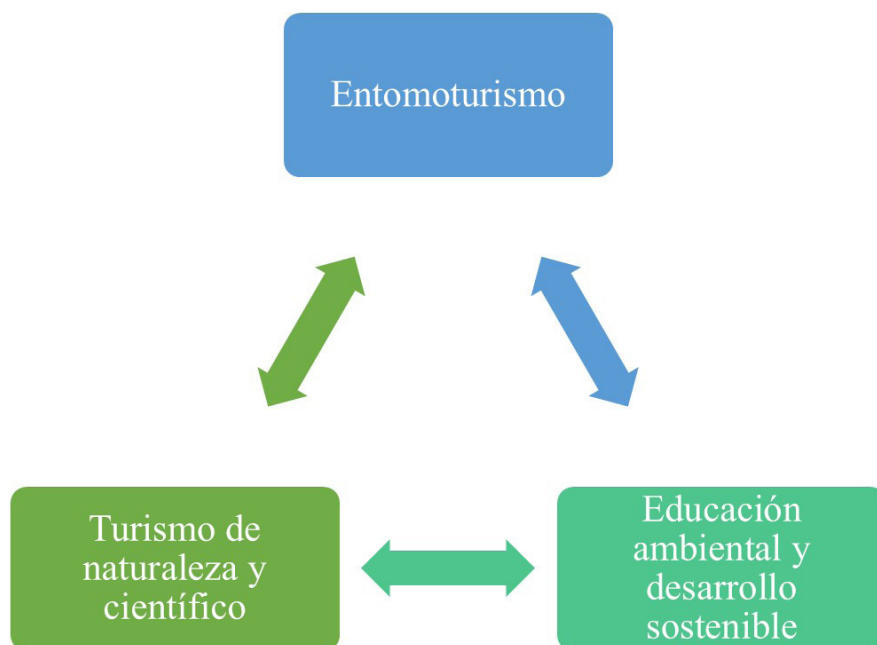 Entomoturismo
Turismo de
naturaleza y
científico
Educación
ambiental y
desarrollo
sostenible